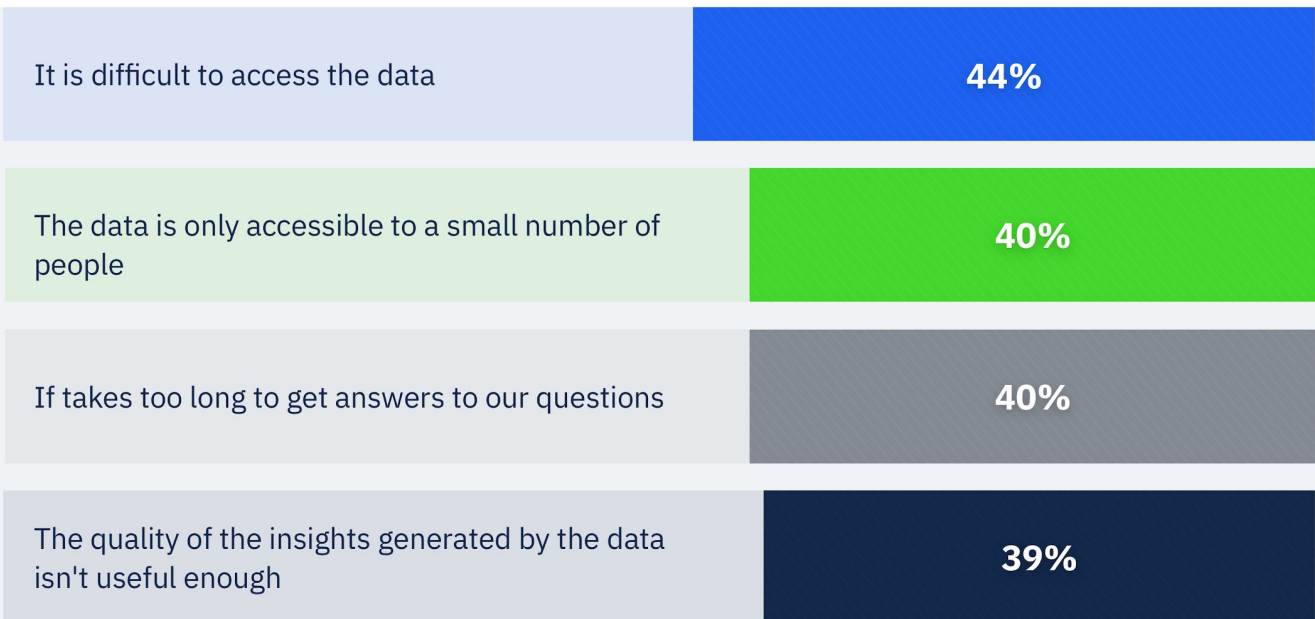 It is difficult to access the data
44%
The data is only accessible to a small number of
people
40%
If takes too long to get answers to our questions
40%
The quality of the insights generated by the data
isn't useful enough
39%